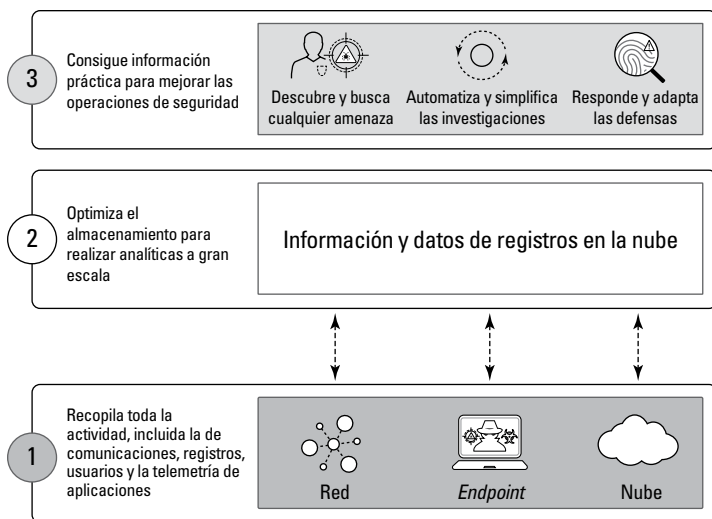 3
Consigue información
práctica para mejorar las
operaciones de seguridad
Descubre y busca
cualquier amenaza
Automatiza y simplifica
las investigaciones
Responde y adapta
las defensas
2
Optimiza el
almacenamiento para
realizar analíticas a gran
escala
Información y datos de registros en la nube
1
Recopila toda la
actividad, incluida la de
comunicaciones, registros,
usuarios y la telemetría de
aplicaciones
Red
Endpoint
Nube